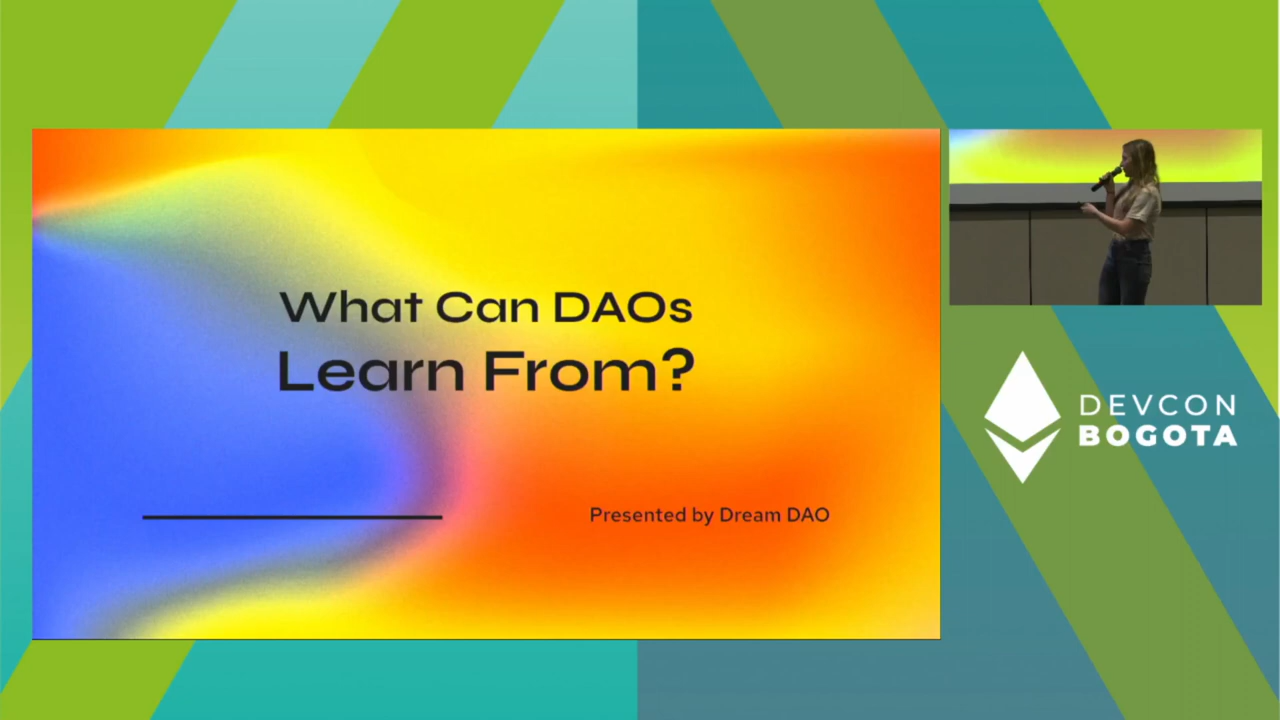 What Can DAOs
Learn From?
Presented by Dream DAO
DEVCON
BOGOTA